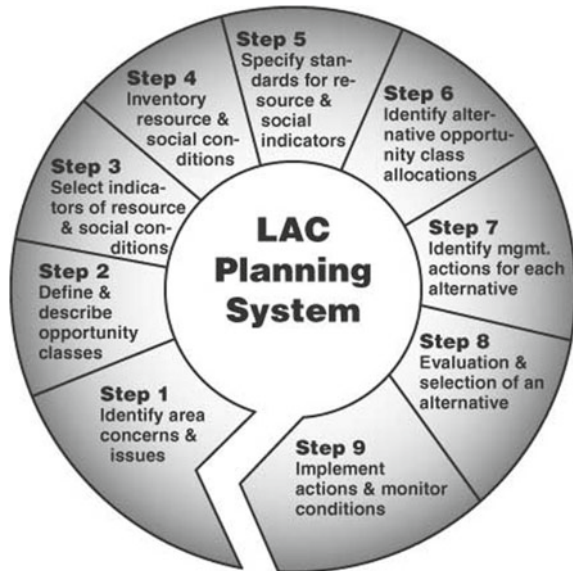 LAC
Planning
System
Step 1
Identify area
concerns &
issues
Step 2
Define &
describe
opportunity
classes
Step 3
Select indica-
tors of resource
& social con-
ditions
Step 4
Inventory
resource &
social con-
ditions
Step 5
Specify stan-
dards for re-
source &
social
indicators
Step 6
Identify alter-
native opportu-
nity class
allocations
Step 7
Identify mgmt.
actions for each
alternative
Step 8
Evaluation &
selection of an
alternative
Step 9
Implement
actions & monitor
conditions